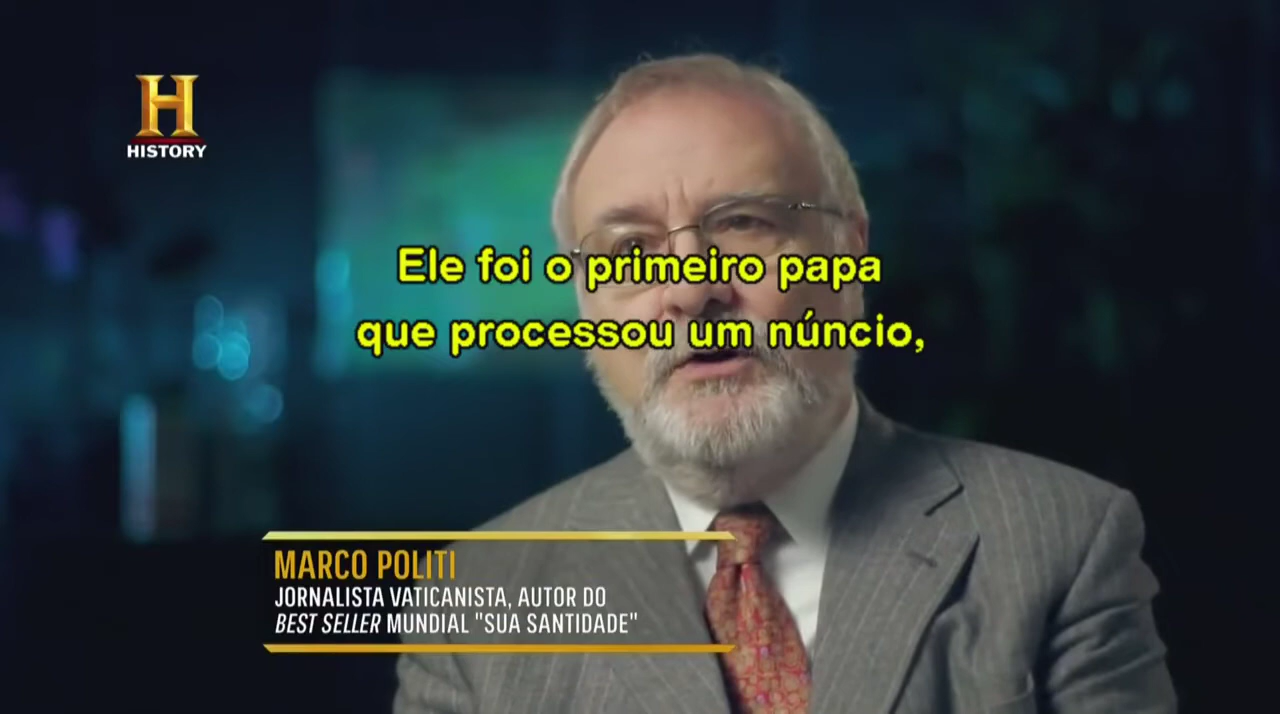 H
HISTORY
Ele foi o primeiro papa
que processou um núncio,
MARCO POLITI
JORNALISTA VATICANISTA, AUTOR DO
BEST SELLER MUNDIAL "SUA SANTIDADE"